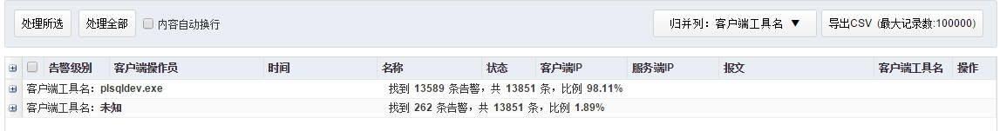 处理所选 处理全部 内容自动换行 归并列：客户端工具名 ▼ 导出CSV (最大记录数:100000)
告警级别 客户端操作员 时间 名称 状态 客户端IP 服务端IP 报文 客户端工具名 操作
客户端工具名：plsqldev.exe 找到 13589 条告警，共 13851 条，比例 98.11%
客户端工具名：未知 找到 262 条告警，共 13851 条，比例 1.89%